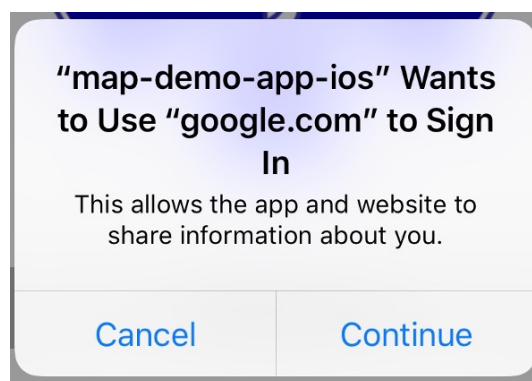 “map-demo-app-ios” Wants
to Use “google.com” to Sign
In
This allows the app and website to
share information about you.
Cancel
Continue